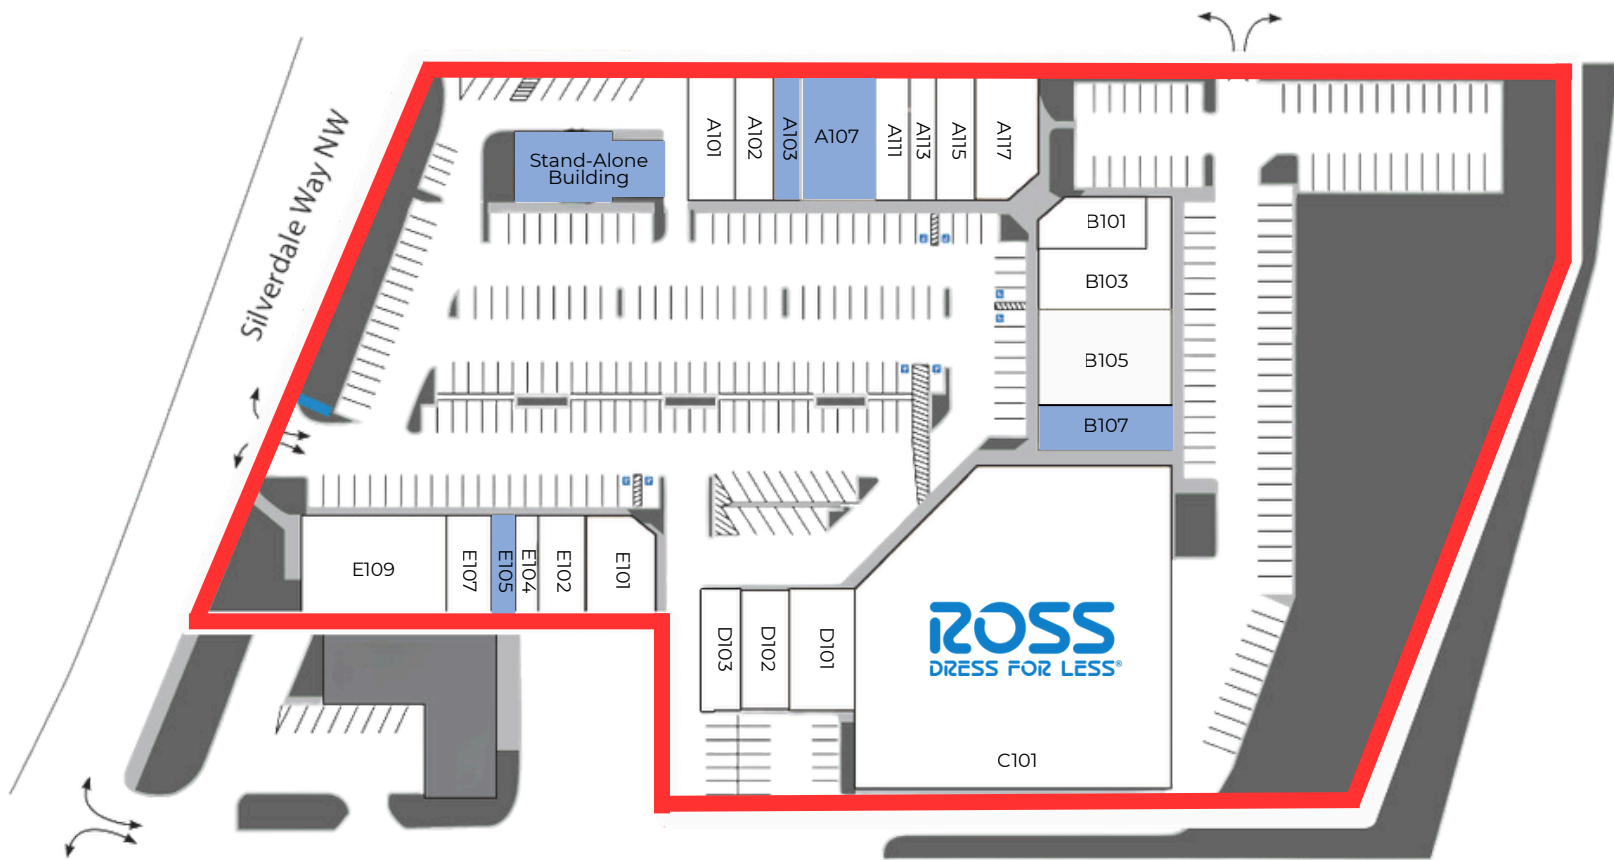 Silverdale Way NW
Stand-Alone
Building
A101
A102
A103
A107
A111
A113
A115
A117
B101
B103
B105
B107
E109
E107
E105
E104
E102
E101
D103
D102
D101
ROSS
DRESS FOR LESS®
C101